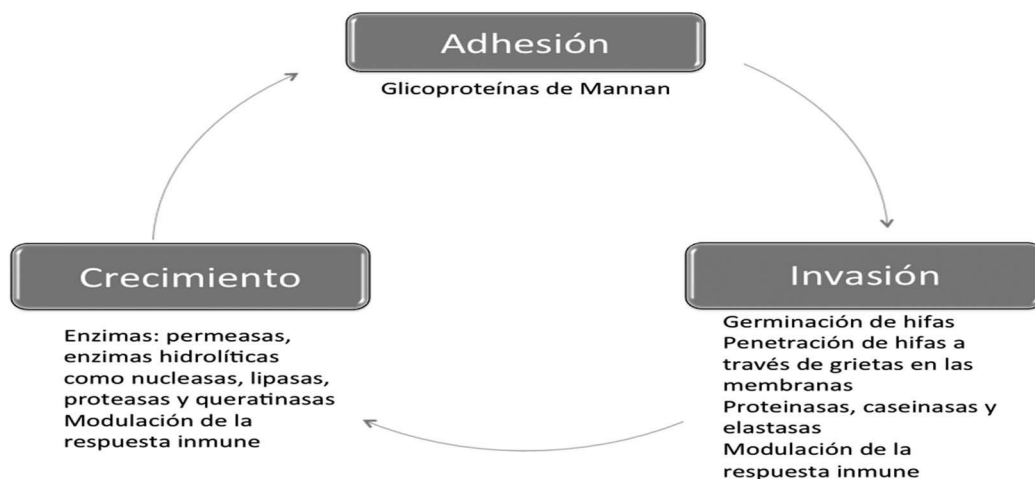 Adhesión
Glicoproteínas de Mannan
Crecimiento
Enzimas: permeasas,
enzimas hidrolíticas
como nucleasas, lipasas,
proteasas y queratinasas
Modulación de la
respuesta inmune
Invasión
Germinación de hifas
Penetración de hifas a
través de grietas en las
membranas
Proteinasas, caseinasas y
elastasas
Modulación de la
respuesta inmune